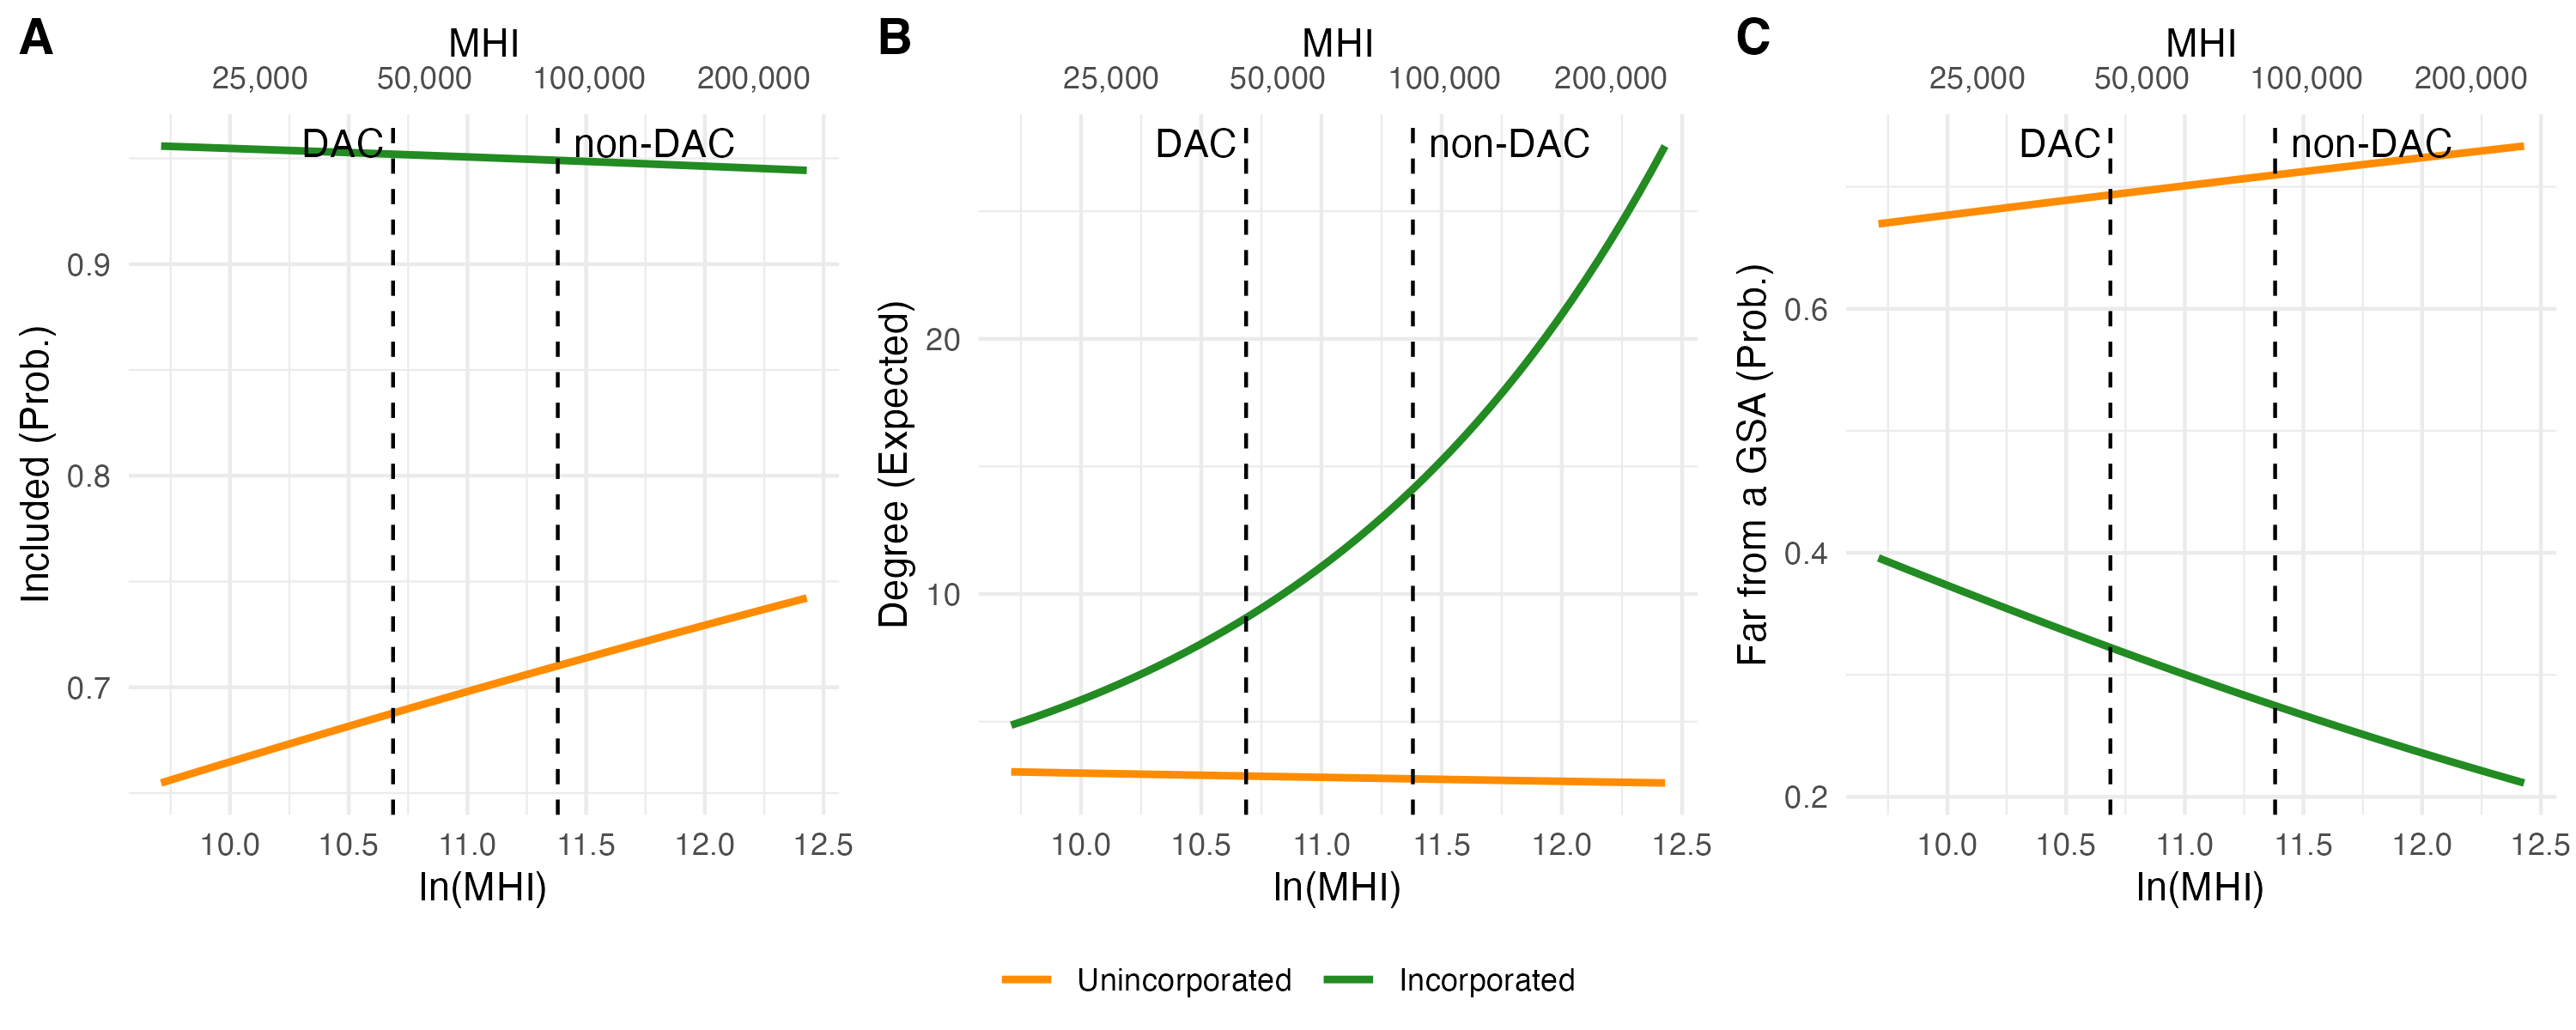 A
MHI
25,000 50,000 100,000 200,000
DAC non-DAC
Included (Prob.)
0.9
0.8
0.7
10.0 10.5 11.0 11.5 12.0 12.5
ln(MHI)
B
MHI
25,000 50,000 100,000 200,000
DAC non-DAC
Degree (Expected)
20
10
10.0 10.5 11.0 11.5 12.0 12.5
ln(MHI)
C
MHI
25,000 50,000 100,000 200,000
DAC non-DAC
Far from a GSA (Prob.)
0.6
0.4
0.2
10.0 10.5 11.0 11.5 12.0 12.5
ln(MHI)
Unincorporated Incorporated